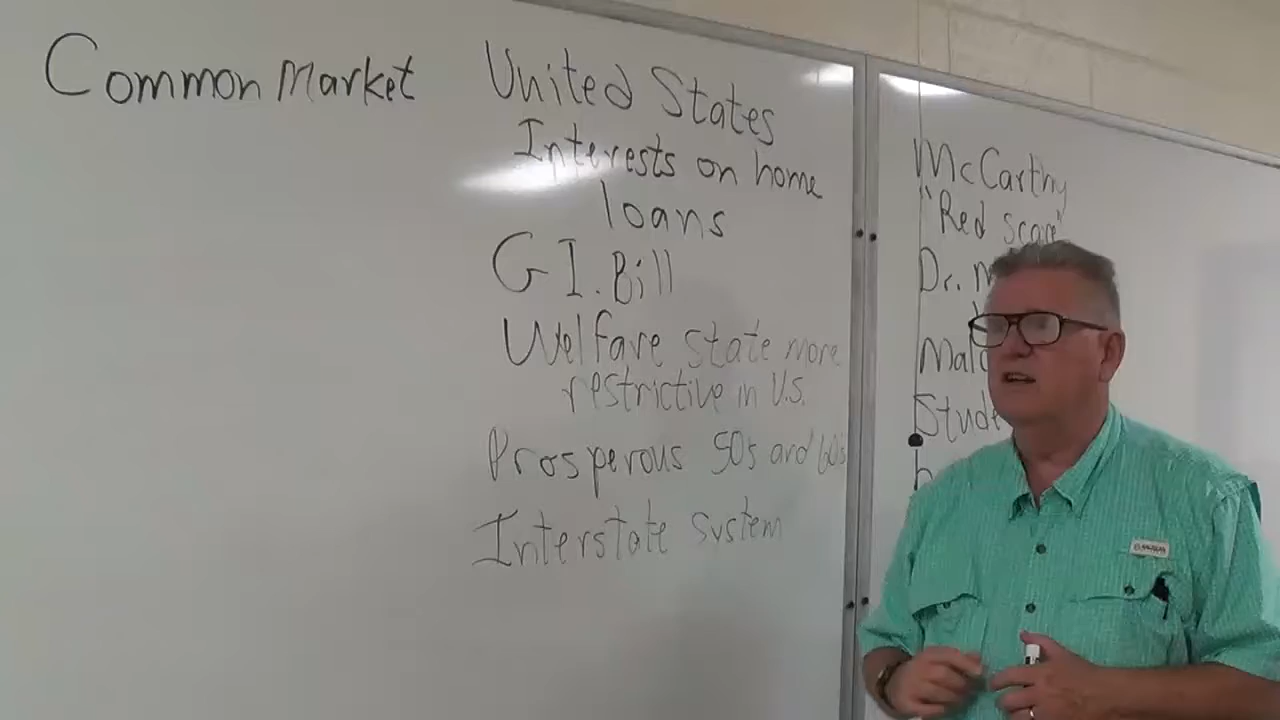 Common Market
United States
Interests on home
loans
G I. Bill
Welfare state more
restrictive in U.S.
Prosperous 50s and 60s
Interstate system
McCarthy
"Red scare"
Dr.